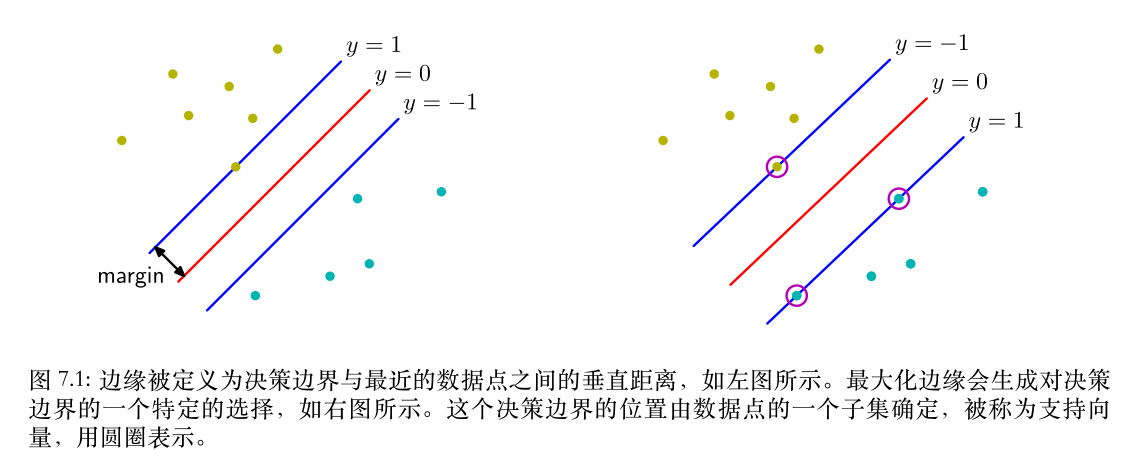 y = 1
y = 0
y = −1
margin
y = −1
y = 0
y = 1
图 7.1: 边缘被定义为决策边界与最近的数据点之间的垂直距离，如左图所示。最大化边缘会生成对决策
边界的一个特定的选择，如右图所示。这个决策边界的位置由数据点的一个子集确定，被称为支持向
量，用圆圈表示。